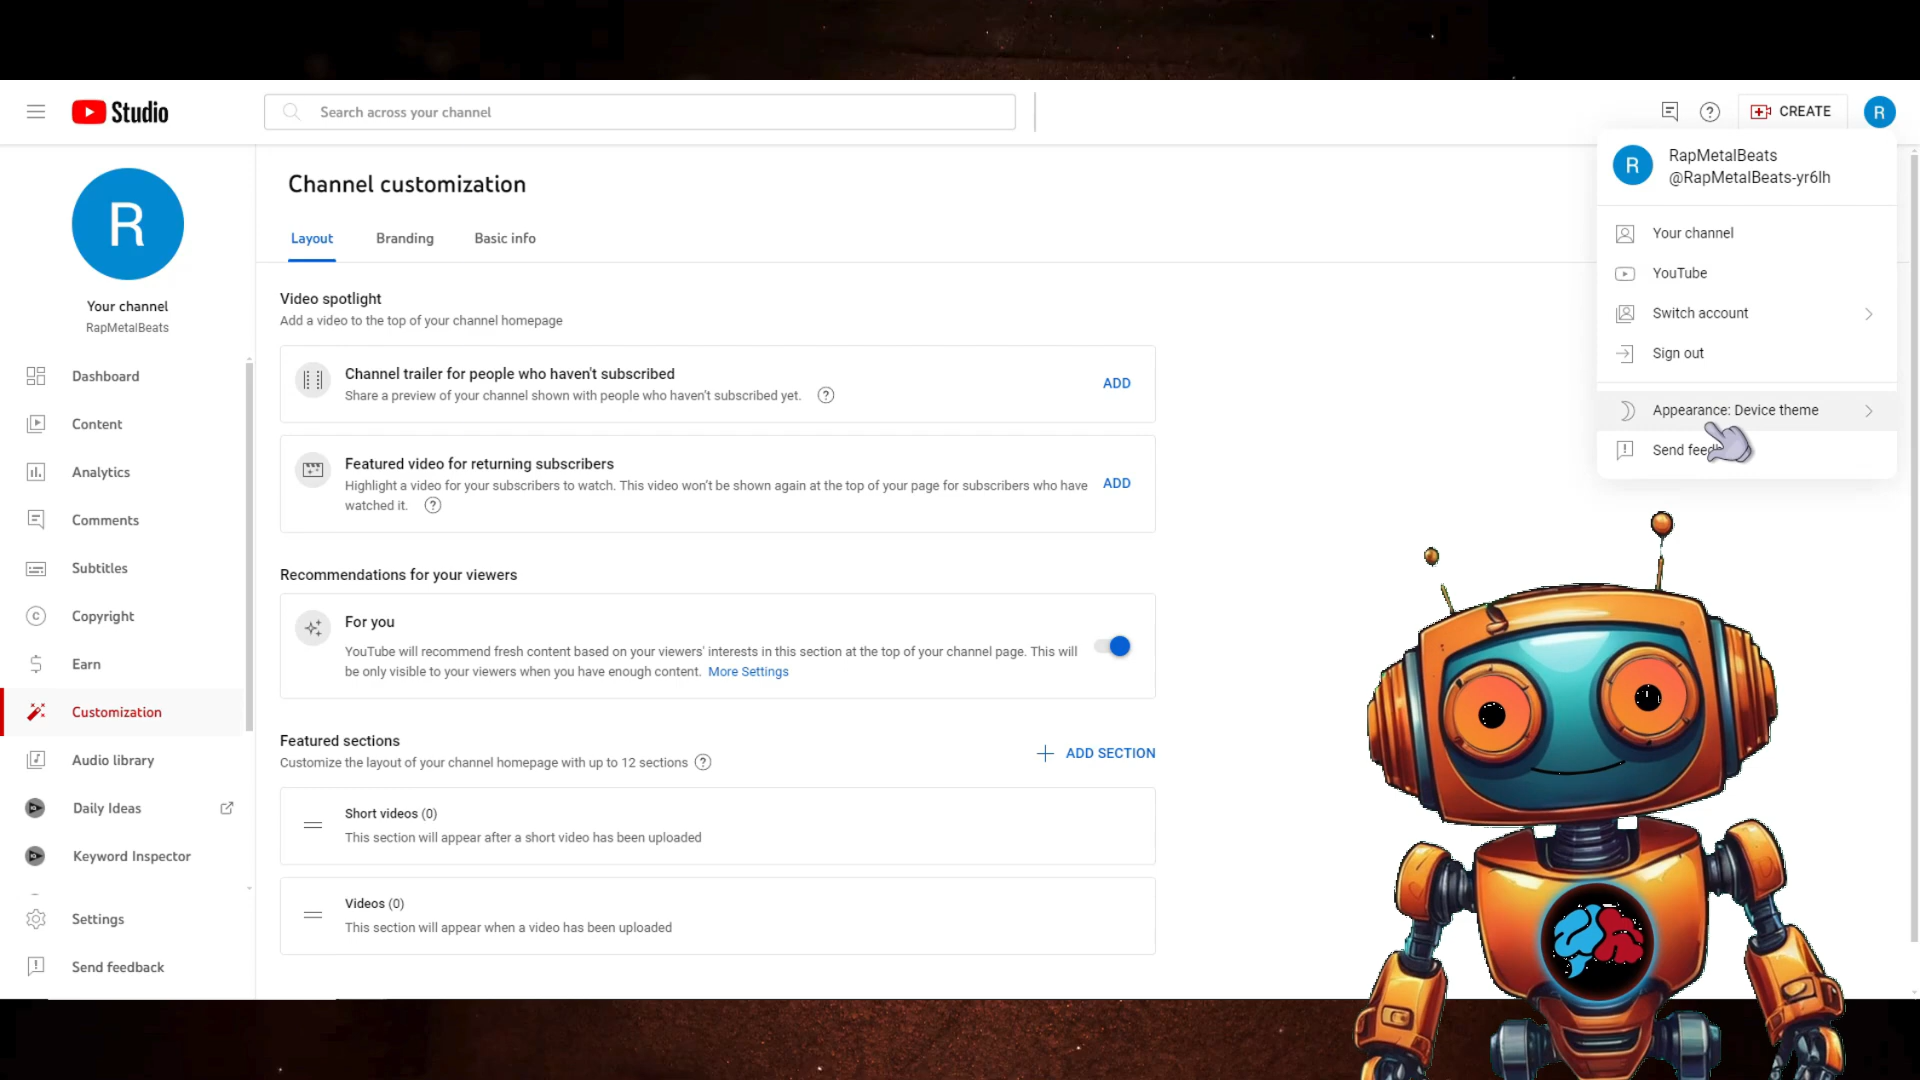 Studio
Search across your channel
CREATE
R
R
RapMetalBeats
@RapMetalBeats-yr6lh
Your channel
YouTube
Switch account
Sign out
Appearance: Device theme
Send
R
Your channel
RapMetalBeats
Dashboard
Content
Analytics
Comments
Subtitles
Copyright
Earn
Customization
Audio library
Daily Ideas
Keyword Inspector
Settings
Send feedback
Channel customization
Layout
Branding
Basic info
Video spotlight
Add a video to the top of your channel homepage
Channel trailer for people who haven't subscribed
Share a preview of your channel shown with people who haven't subscribed yet.
ADD
Featured video for returning subscribers
Highlight a video for your subscribers to watch. This video won't be shown again at the top of your page for subscribers who have
watched it.
ADD
Recommendations for your viewers
For you
YouTube will recommend fresh content based on your viewers' interests in this section at the top of your channel page. This will
be only visible to your viewers when you have enough content. More Settings
Featured sections
Customize the layout of your channel homepage with up to 12 sections
ADD SECTION
Short videos (0)
This section will appear after a short video has been uploaded
Videos (0)
This section will appear when a video has been uploaded